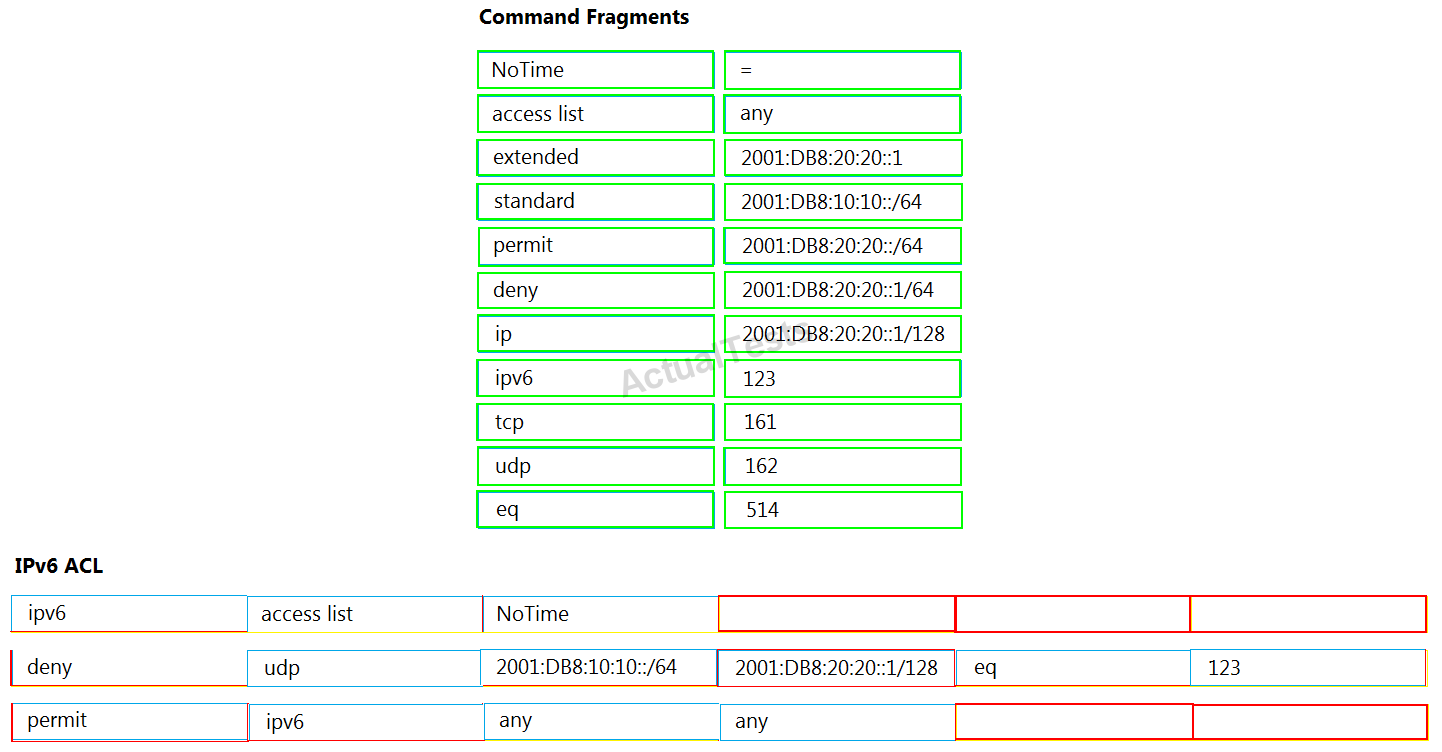 Command Fragments
NoTime =
access list any
extended 2001:DB8:20:20::1
standard 2001:DB8:10:10::/64
permit 2001:DB8:20:20::/64
deny 2001:DB8:20:20::1/64
ip 2001:DB8:20:20::1/128
ActualTests
ipv6 123
tcp 161
udp 162
eq 514
IPv6 ACL
ipv6 access list NoTime
deny udp 2001:DB8:10:10::/64 2001:DB8:20:20::1/128 eq 123
permit ipv6 any any